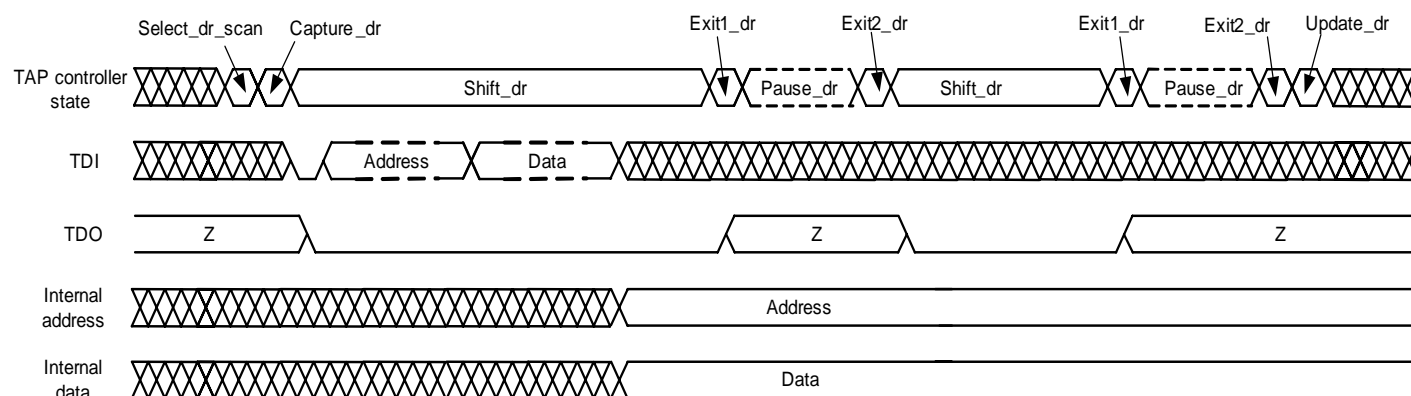 Select_dr_scan Capture_dr Exit1_dr Exit2_dr Exit1_dr Exit2_dr Update_dr
TAP controller
state
Shift_dr Pause_dr Shift_dr Pause_dr
TDI Address Data
TDO Z Z Z
Internal
address
Address
Internal
data
Data